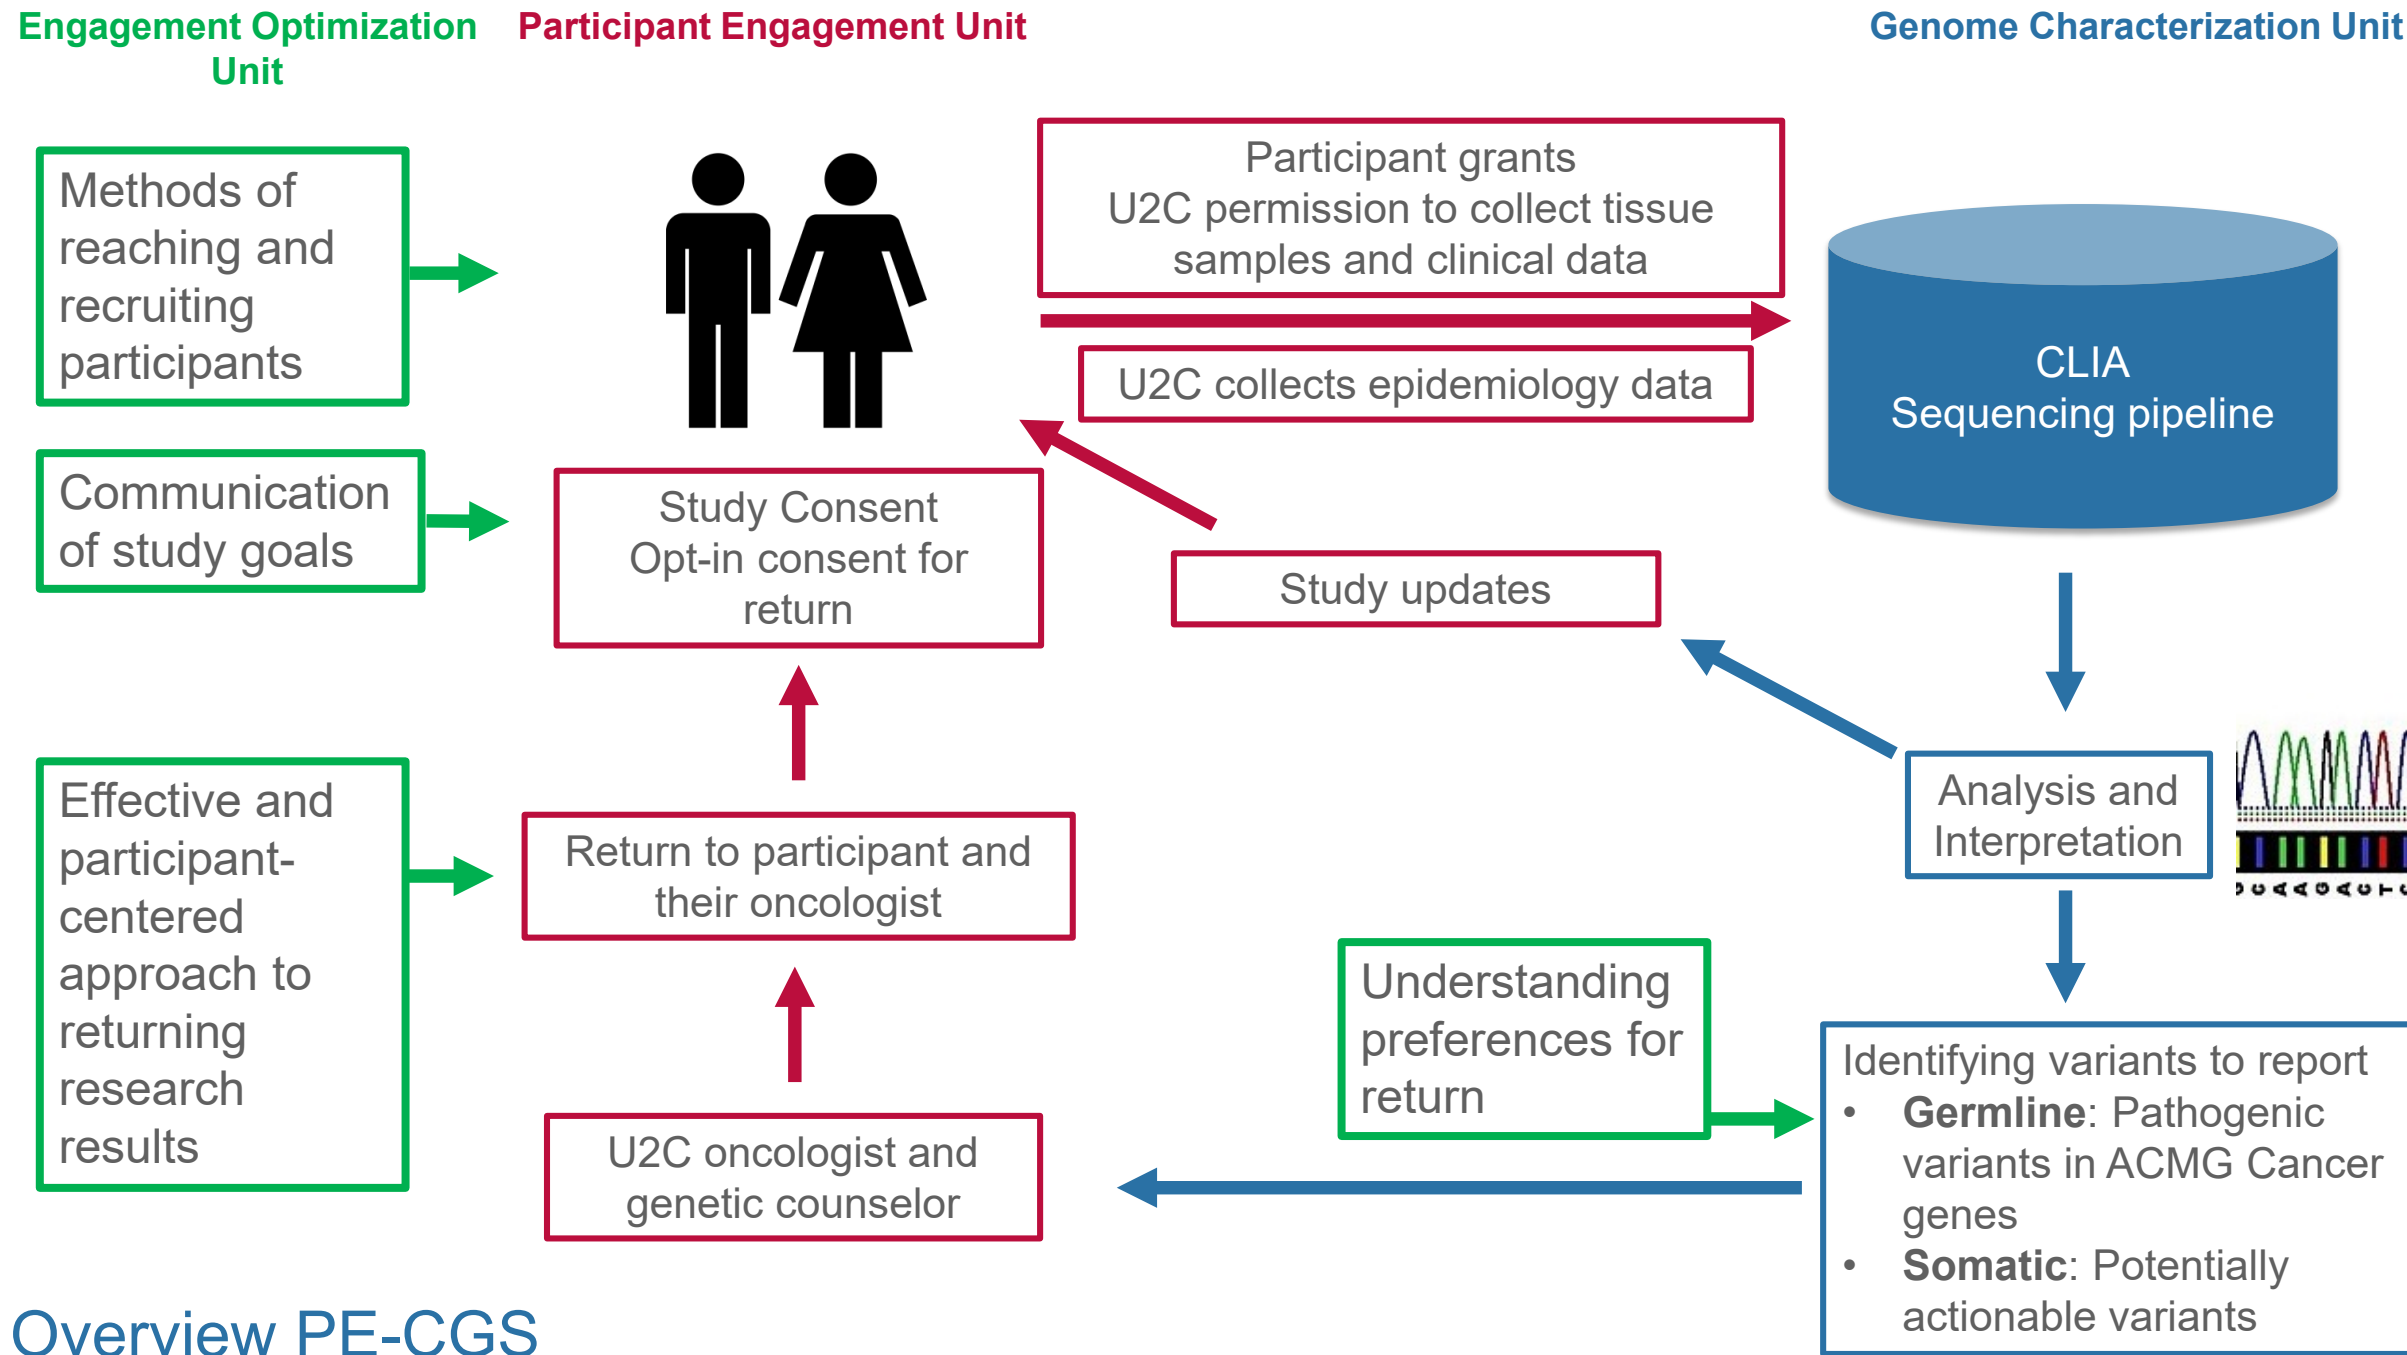 Engagement Optimization
Unit
Participant Engagement Unit
Genome Characterization Unit
Methods of
reaching and
recruiting
participants
Participant grants
U2C permission to collect tissue
samples and clinical data
U2C collects epidemiology data
CLIA
Sequencing pipeline
Communication
of study goals
Study Consent
Opt-in consent for
return
Study updates
Effective and
participant-
centered
approach to
returning
research
results
Return to participant and
their oncologist
Analysis and
Interpretation
Understanding
preferences for
return
U2C oncologist and
genetic counselor
Identifying variants to report
• Germline: Pathogenic
variants in ACMG Cancer
genes
• Somatic: Potentially
actionable variants
Overview PE-CGS